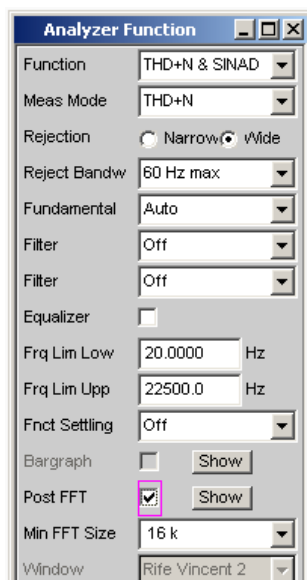 Analyzer Function
Function THD+N & SINAD
Meas Mode THD+N
Rejection Narrow Wide
Reject Bandw 60 Hz max
Fundamental Auto
Filter Off
Filter Off
Equalizer
Frq Lim Low 20.0000 Hz
Frq Lim Upp 22500.0 Hz
Fnct Settling Off
Bargraph Show
Post FFT Show
Min FFT Size 16 k
Window Rife Vincent 2